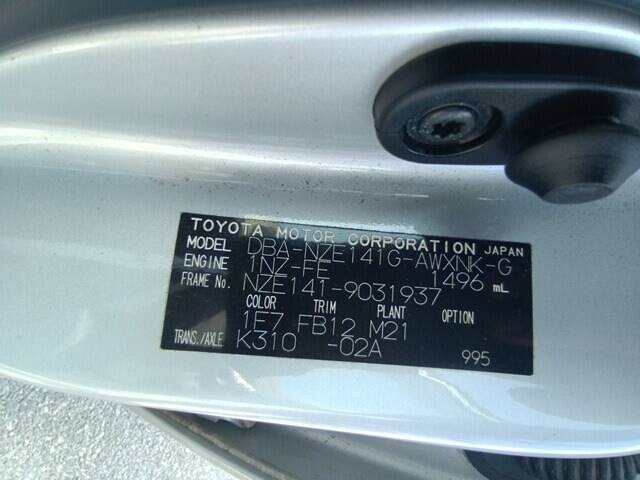 TOYOTA MOTOR CORPORATION JAPAN
MODEL DBA-NZE141G-AWXNK-G
ENGINE 1NZ-FE 1496 mL
FRAME No. NZE141-9031937
COLOR TRIM PLANT OPTION
1E7 FB12 M21
TRANS./AXLE K310 -02A
995